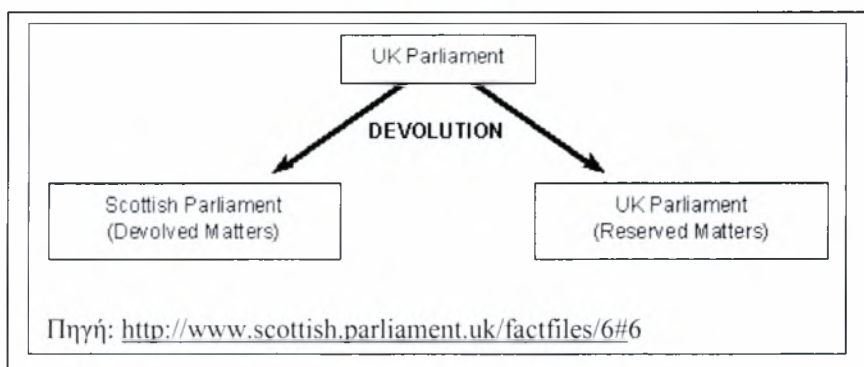 UK Parliament
DEVOLUTION
Scottish Parliament
(Devolved Matters)
UK Parliament
(Reserved Matters)
Πηγή: http://www.scottish.parliament.uk/factfiles/6#6